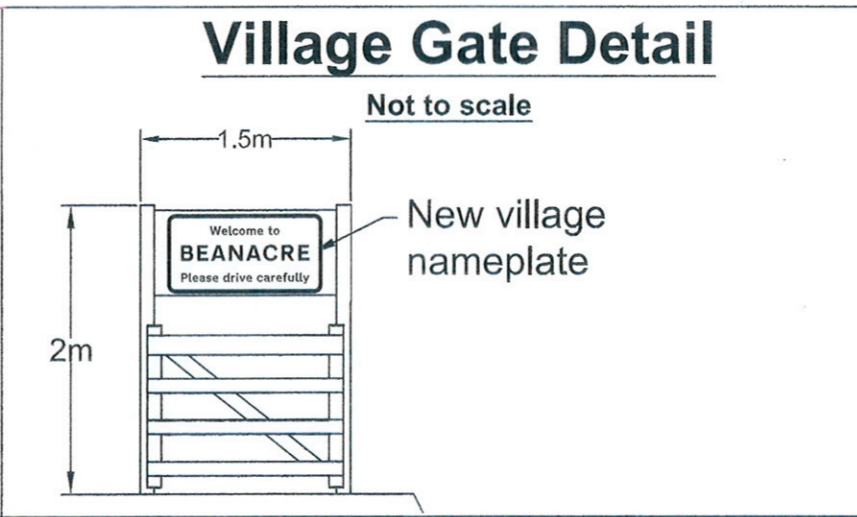 Village Gate Detail
Not to scale
1.5m
Welcome to
BEANACRE
Please drive carefully
New village
nameplate
2m